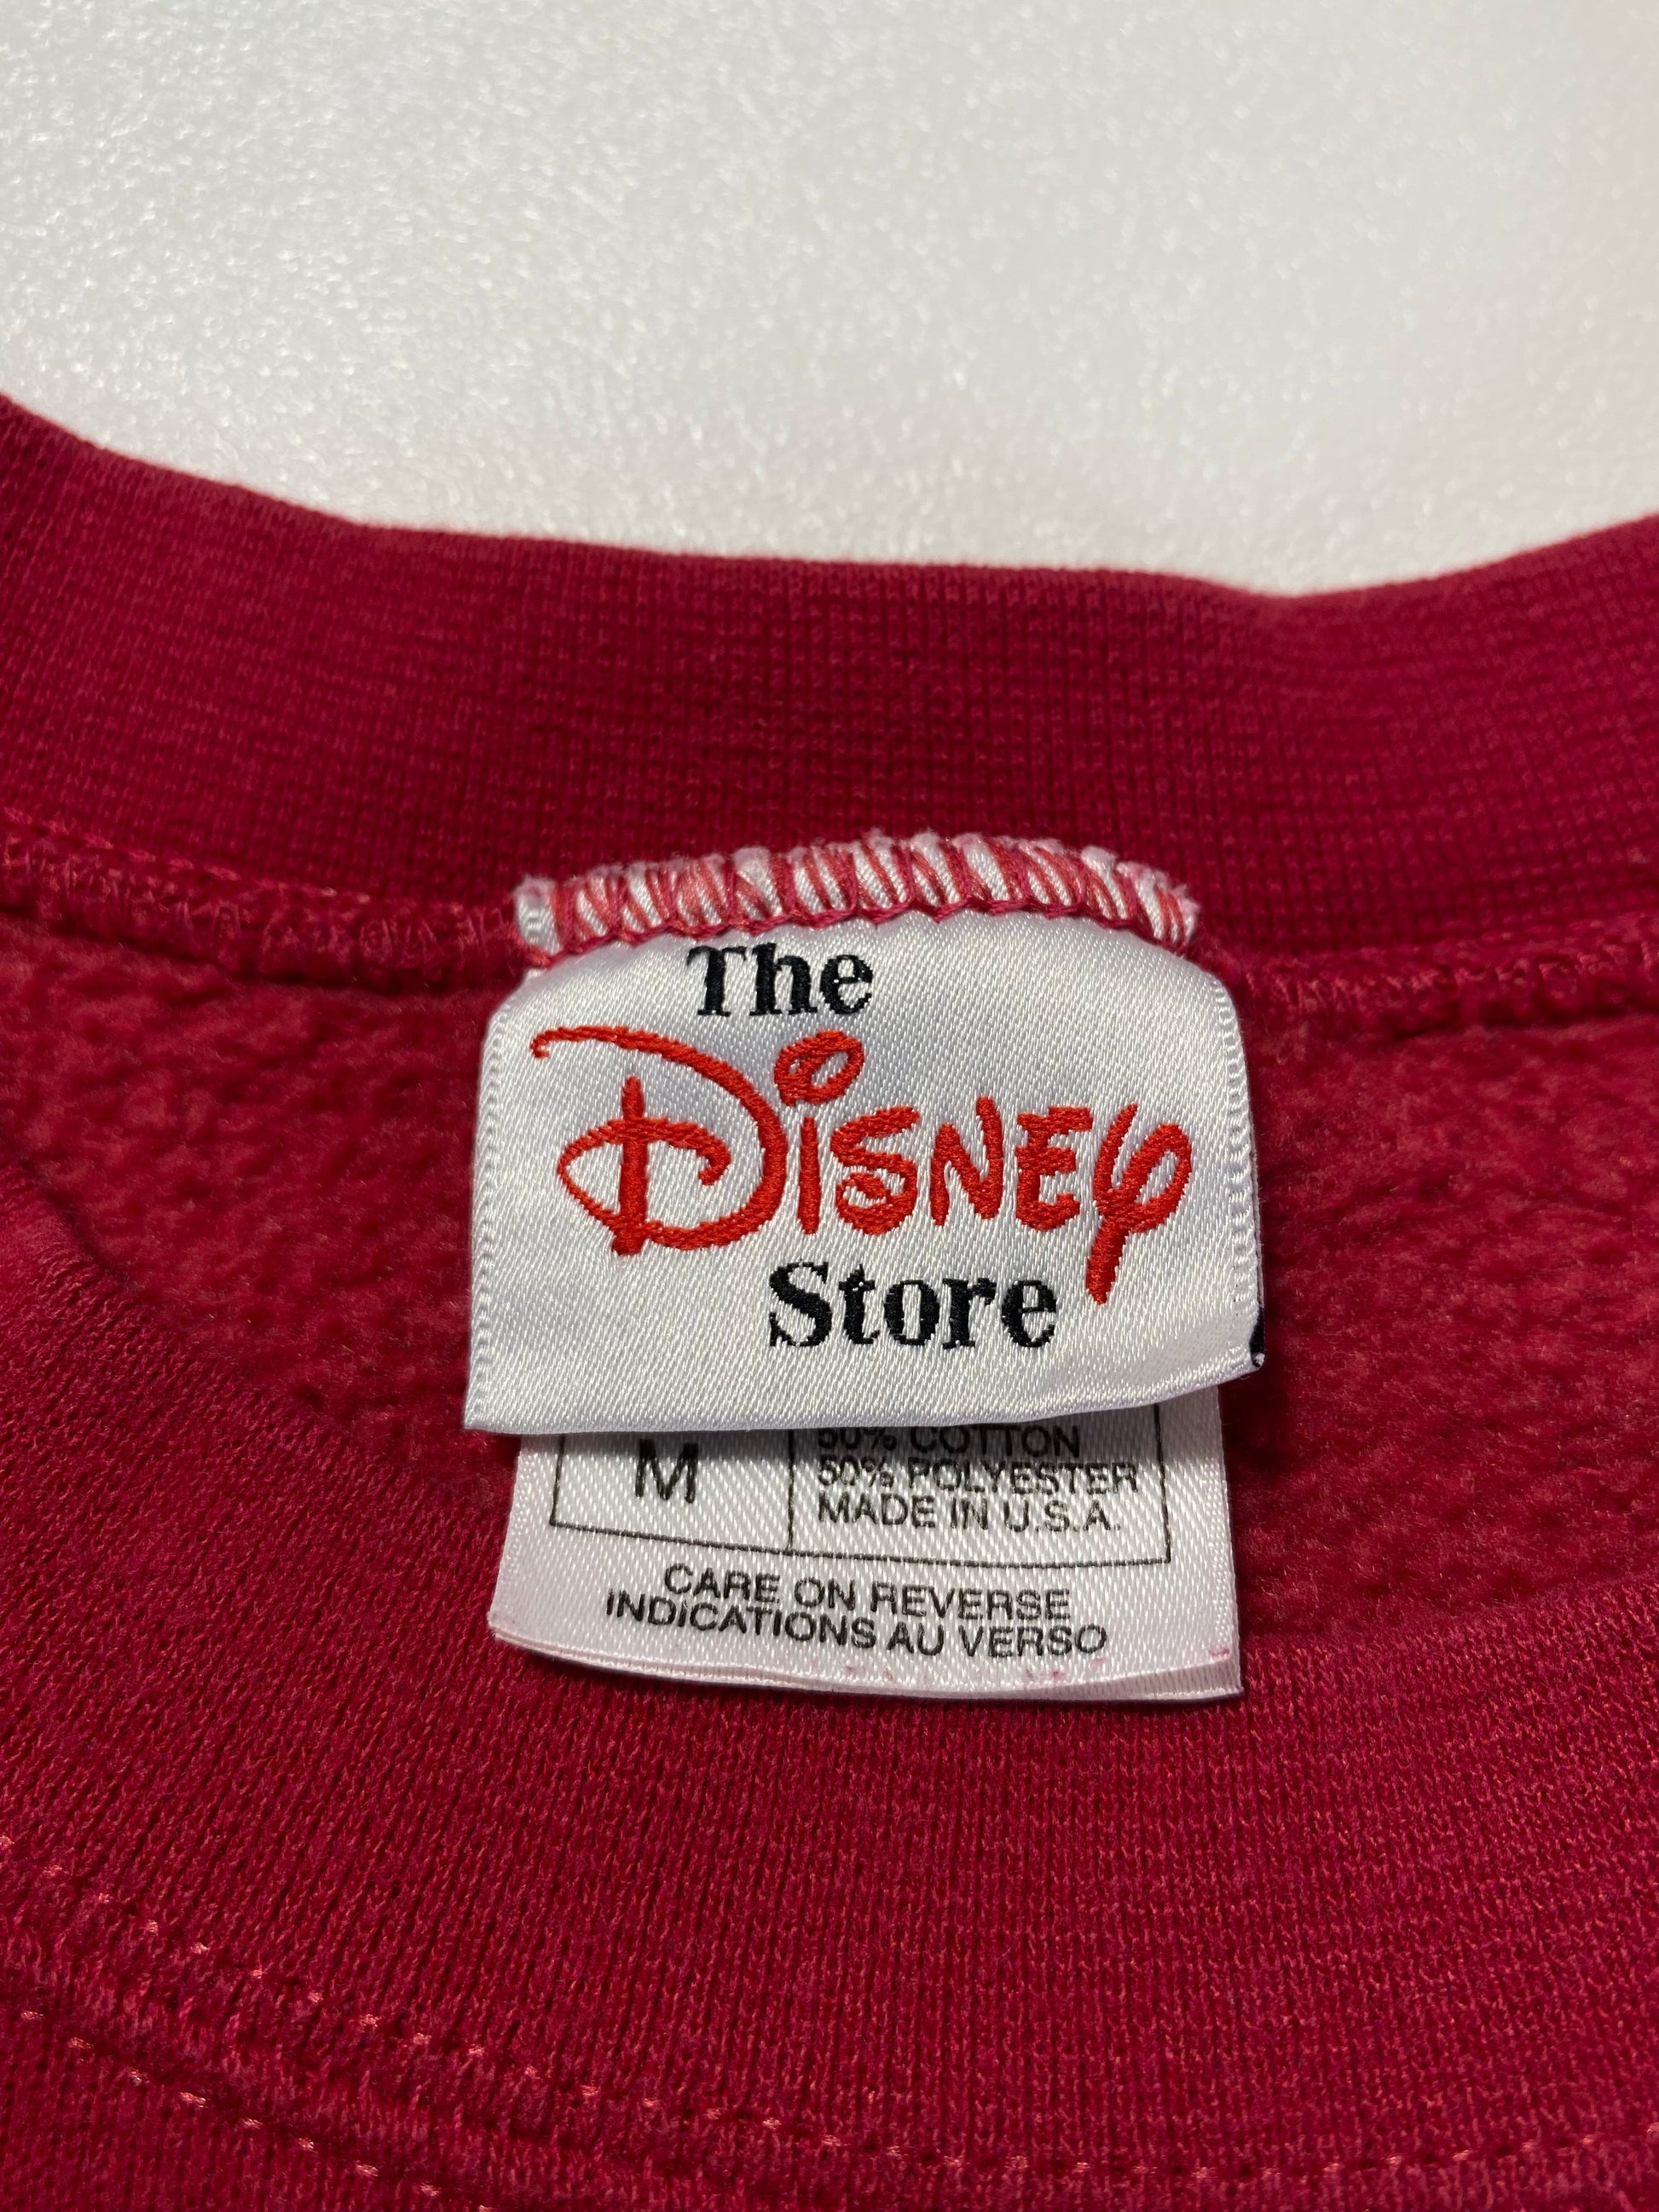 The
Disney
Store
M
50% COTTON
50% POLYESTER
MADE IN U.S.A.
CARE ON REVERSE
INDICATIONS AU VERSO